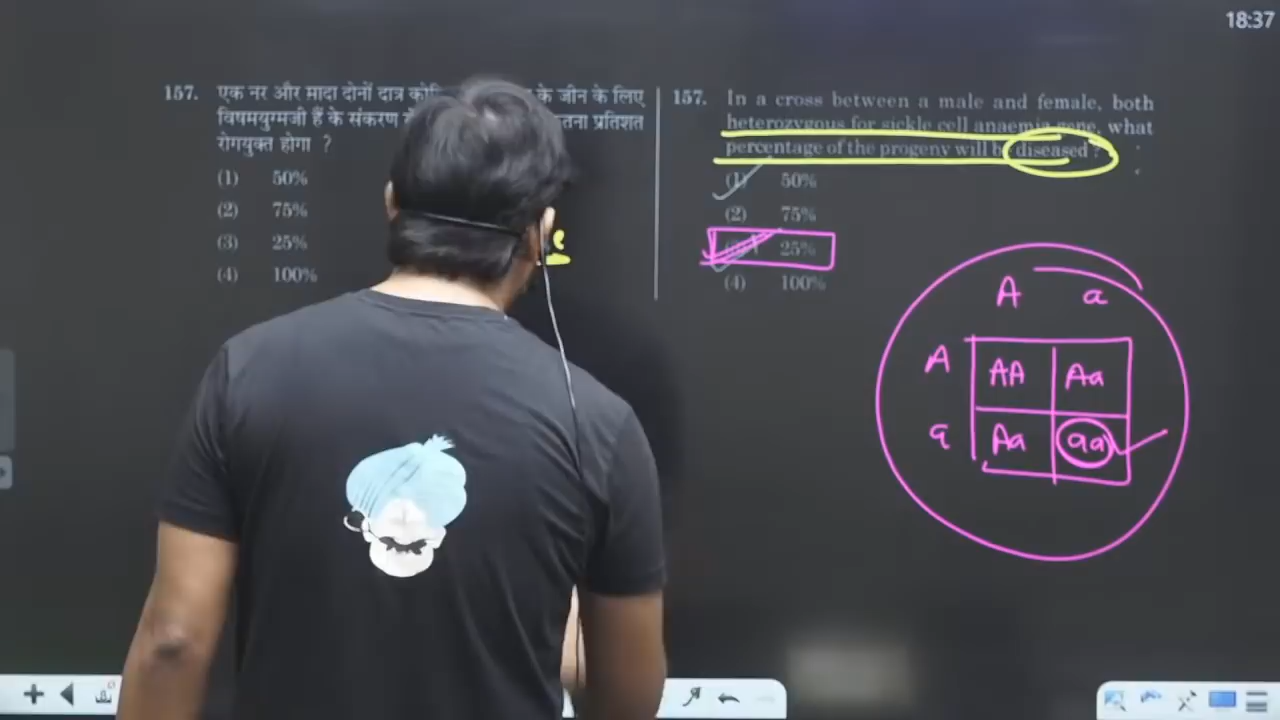 18:37
157. एक नर और मादा दोनों दात्र के जीन के लिए
विषमयुग्मजी हैं के संकरण प्रतिशत
रोगयुक्त होगा ?
(1) 50%
(2) 75%
(3) 25%
(4) 100%
157. In a cross between a male and female, both
heterozygous for sickle cell anaemia gene, what
percentage of the progeny will be diseased ?
(1) 50%
(2) 75%
25%
(4) 100%
A a
A AA Aa
a Aa aa